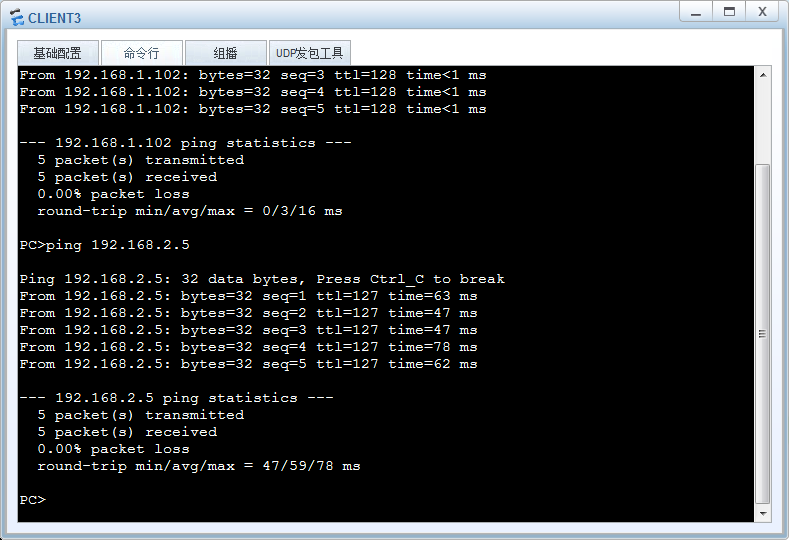 CLIENT3
基础配置 命令行 组播 UDP发包工具
From 192.168.1.102: bytes=32 seq=3 ttl=128 time<1 ms
From 192.168.1.102: bytes=32 seq=4 ttl=128 time<1 ms
From 192.168.1.102: bytes=32 seq=5 ttl=128 time<1 ms
--- 192.168.1.102 ping statistics ---
5 packet(s) transmitted
5 packet(s) received
0.00% packet loss
round-trip min/avg/max = 0/3/16 ms
PC>ping 192.168.2.5
Ping 192.168.2.5: 32 data bytes, Press Ctrl_C to break
From 192.168.2.5: bytes=32 seq=1 ttl=127 time=63 ms
From 192.168.2.5: bytes=32 seq=2 ttl=127 time=47 ms
From 192.168.2.5: bytes=32 seq=3 ttl=127 time=47 ms
From 192.168.2.5: bytes=32 seq=4 ttl=127 time=78 ms
From 192.168.2.5: bytes=32 seq=5 ttl=127 time=62 ms
--- 192.168.2.5 ping statistics ---
5 packet(s) transmitted
5 packet(s) received
0.00% packet loss
round-trip min/avg/max = 47/59/78 ms
PC>